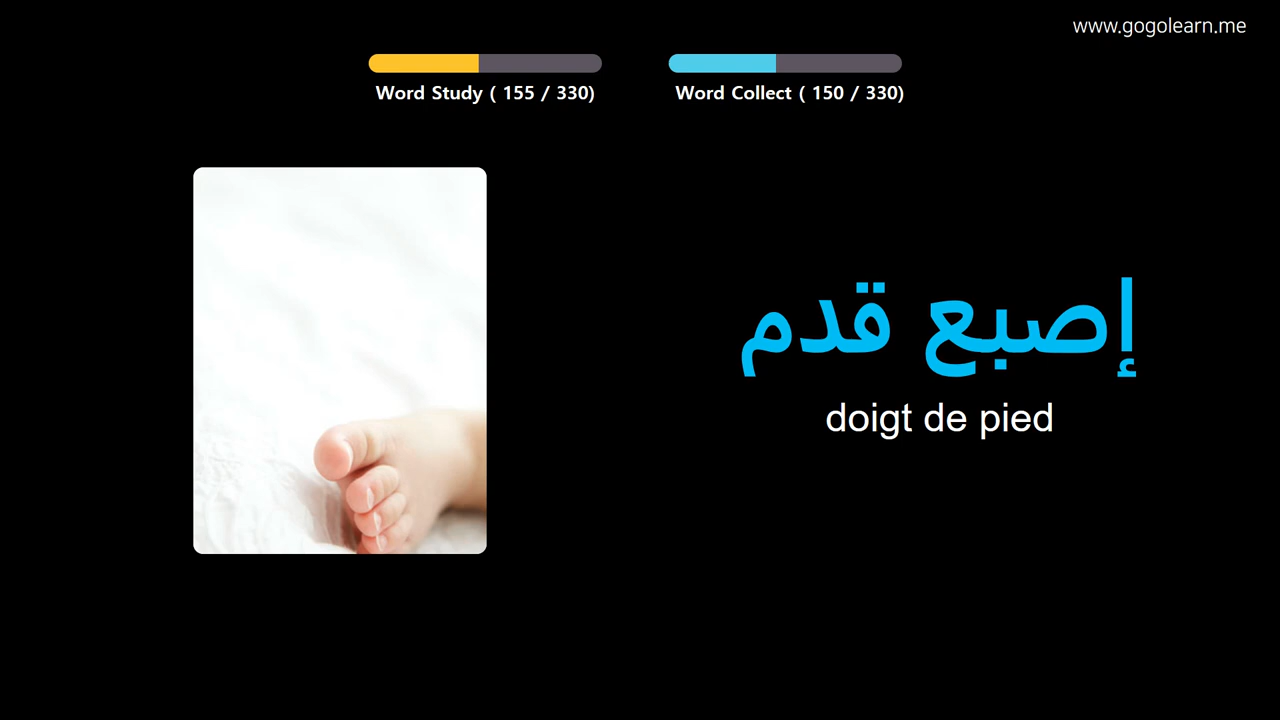 www.gogolearn.me
Word Study ( 155 / 330)
Word Collect ( 150 / 330)
إصبع قدم
doigt de pied